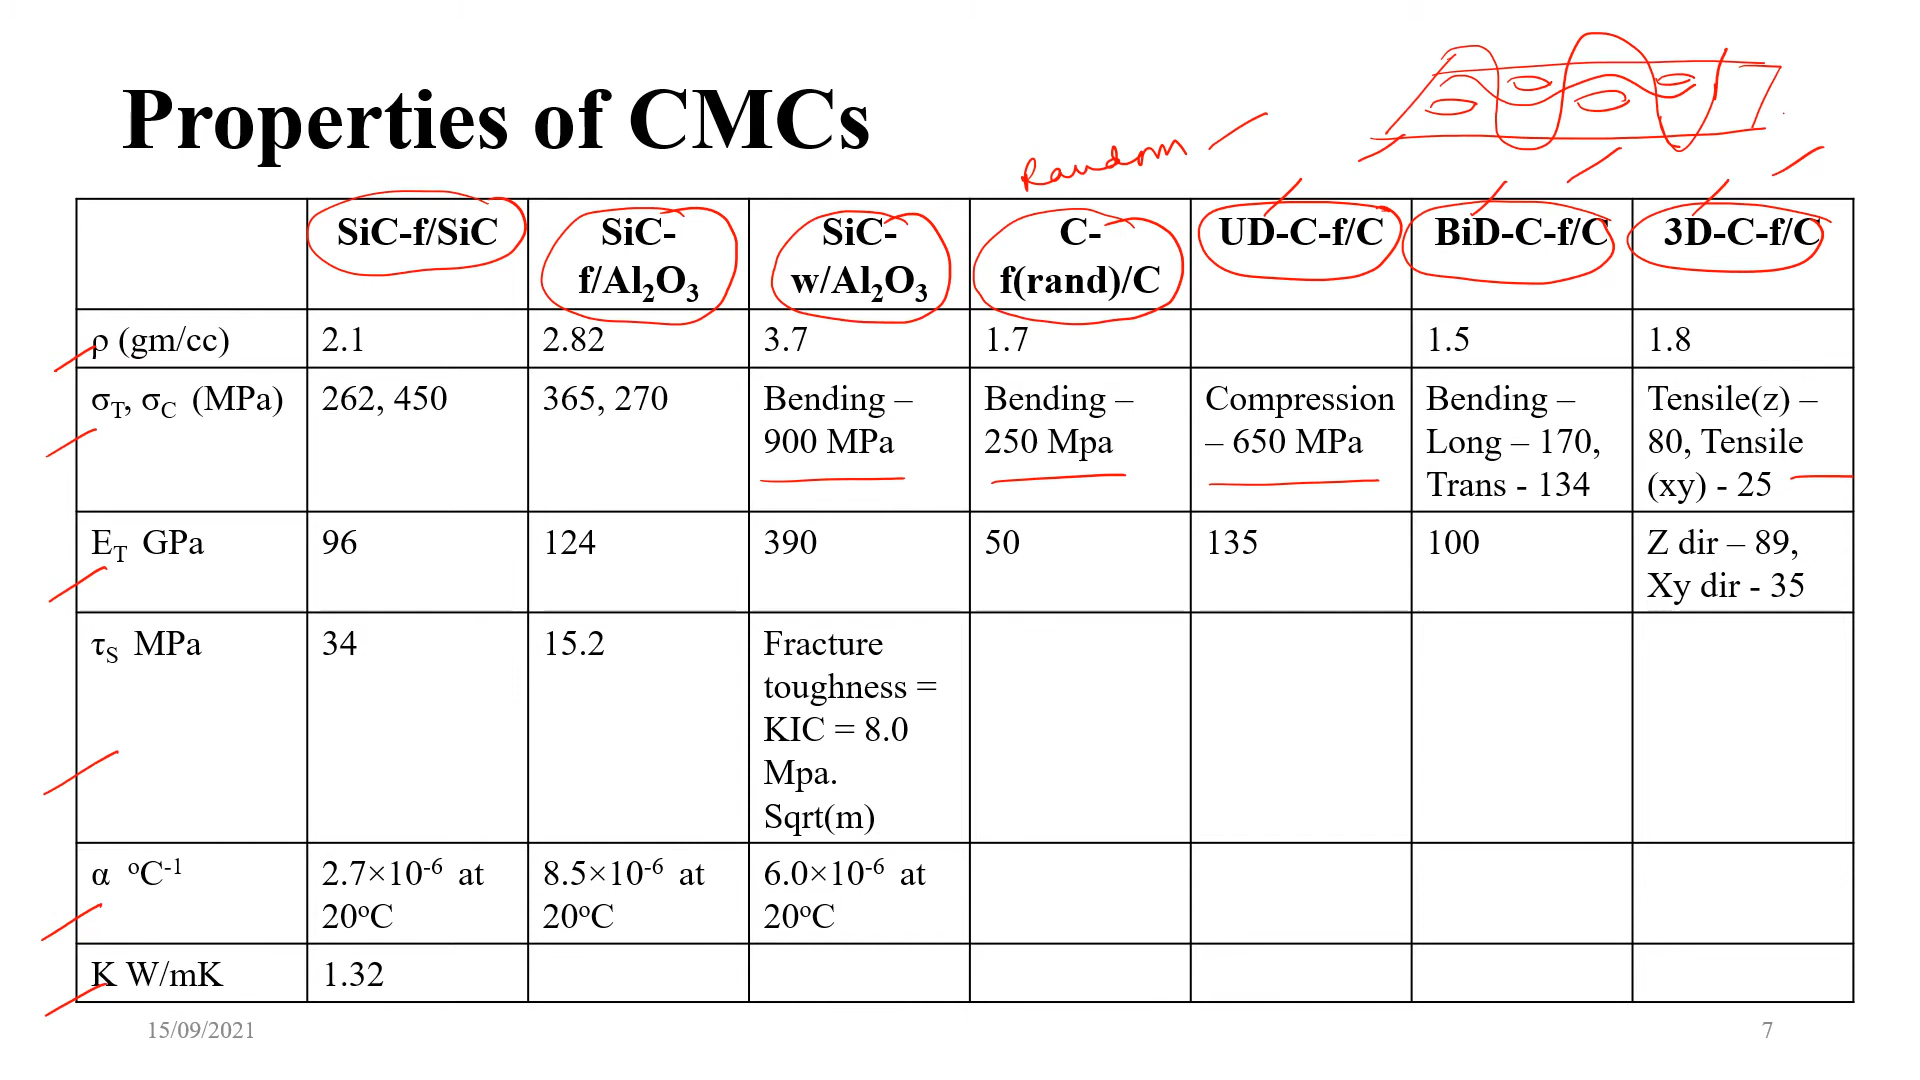 Properties of CMCs
Random
SiC-f/SiC
SiC-
f/Al₂O₃
SiC-
w/Al₂O₃
C-
f(rand)/C
UD-C-f/C
BiD-C-f/C
3D-C-f/C
ρ (gm/cc)
2.1
2.82
3.7
1.7
1.5
1.8
σT, σC (MPa)
262, 450
365, 270
Bending –
900 MPa
Bending –
250 Mpa
Compression
– 650 MPa
Bending –
Long – 170,
Trans - 134
Tensile(z) –
80, Tensile
(xy) - 25
ET GPa
96
124
390
50
135
100
Z dir – 89,
Xy dir - 35
τS MPa
34
15.2
Fracture
toughness =
KIC = 8.0
Mpa.
Sqrt(m)
α ᵒC⁻¹
2.7×10⁻⁶ at
20ᵒC
8.5×10⁻⁶ at
20ᵒC
6.0×10⁻⁶ at
20ᵒC
K W/mK
1.32
15/09/2021
7